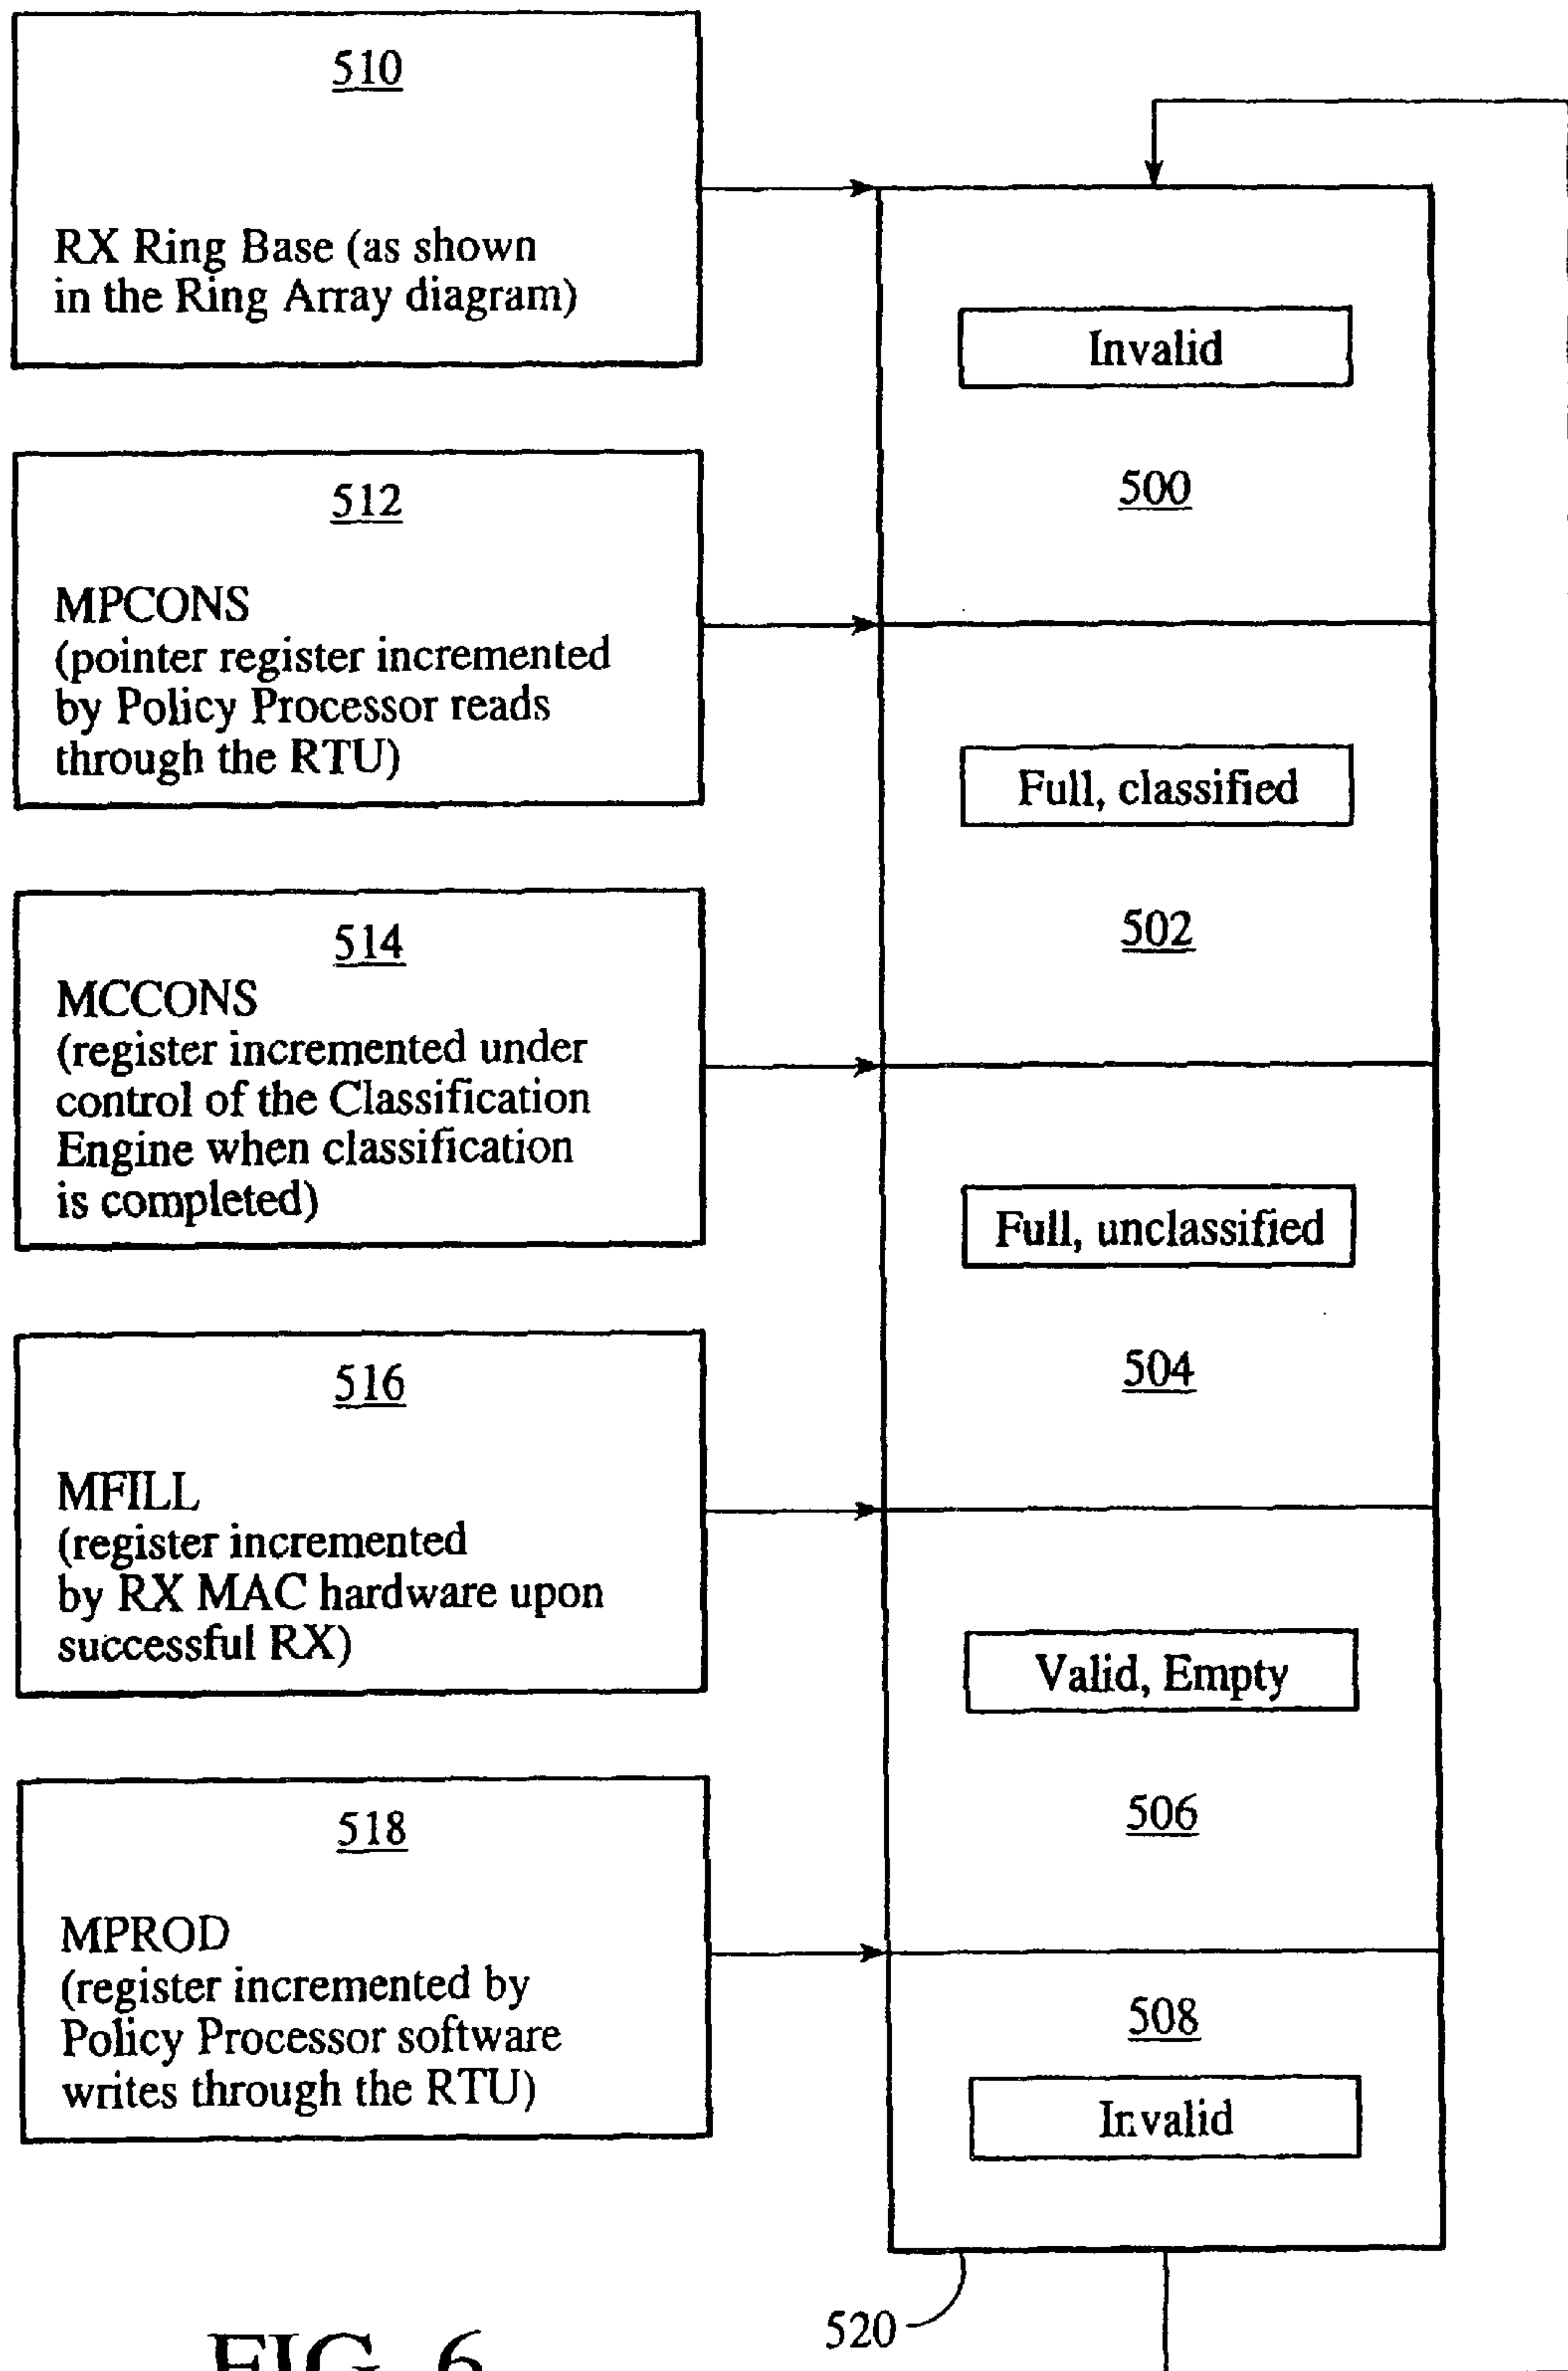 510
RX Ring Base (as shown
in the Ring Array diagram)
Invalid
500
512
MPCONS
(pointer register incremented
by Policy Processor reads
through the RTU)
Full, classified
502
514
MCCONS
(register incremented under
control of the Classification
Engine when classification
is completed)
Full, unclassified
504
516
MFILL
(register incremented
by RX MAC hardware upon
successful RX)
Valid, Empty
506
518
MPROD
(register incremented by
Policy Processor software
writes through the RTU)
508
Invalid
520
FIG. 6